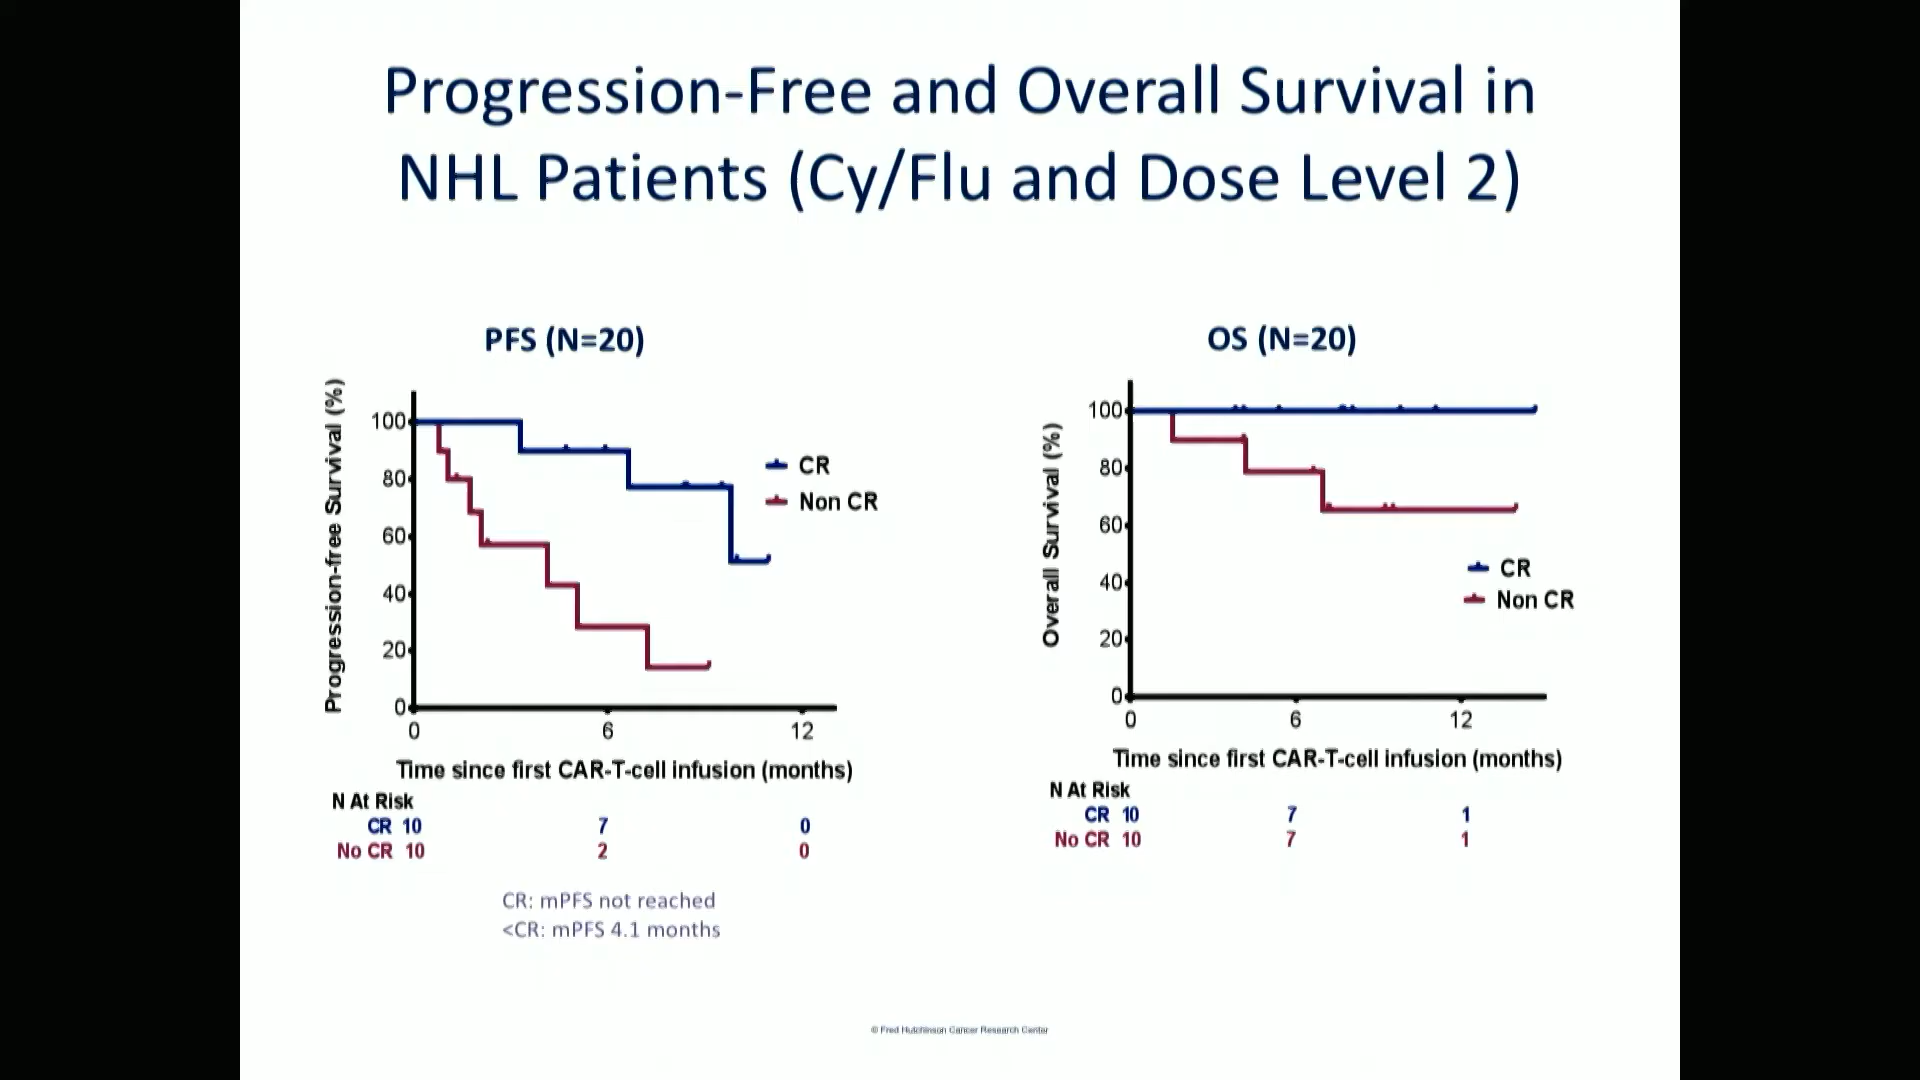 Progression-Free and Overall Survival in
NHL Patients (Cy/Flu and Dose Level 2)
PFS (N=20)
Progression-free Survival (%)
100
80
60
40
20
0
0 6 12
CR
Non CR
Time since first CAR-T-cell infusion (months)
N At Risk
CR 10 7 0
No CR 10 2 0
CR: mPFS not reached
<CR: mPFS 4.1 months
OS (N=20)
Overall Survival (%)
100
80
60
40
20
0
0 6 12
CR
Non CR
Time since first CAR-T-cell infusion (months)
N At Risk
CR 10 7 1
No CR 10 7 1
© Fred Hutchinson Cancer Research Center